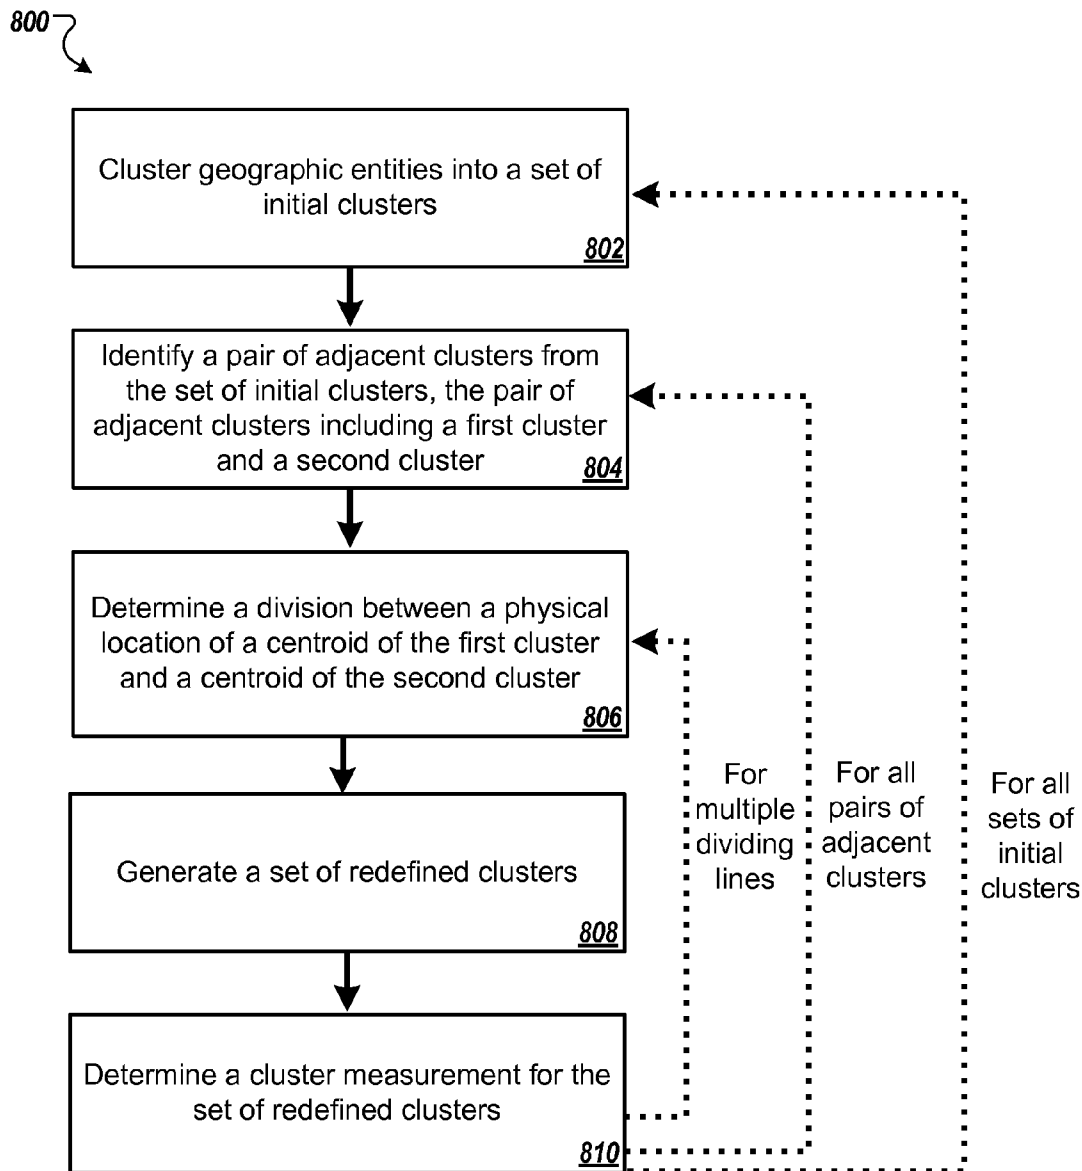 800
Cluster geographic entities into a set of
initial clusters
802
Identify a pair of adjacent clusters from
the set of initial clusters, the pair of
adjacent clusters including a first cluster
and a second cluster
804
Determine a division between a physical
location of a centroid of the first cluster
and a centroid of the second cluster
806
Generate a set of redefined clusters
808
Determine a cluster measurement for the
set of redefined clusters
810
For
multiple
dividing
lines
For all
pairs of
adjacent
clusters
For all
sets of
initial
clusters